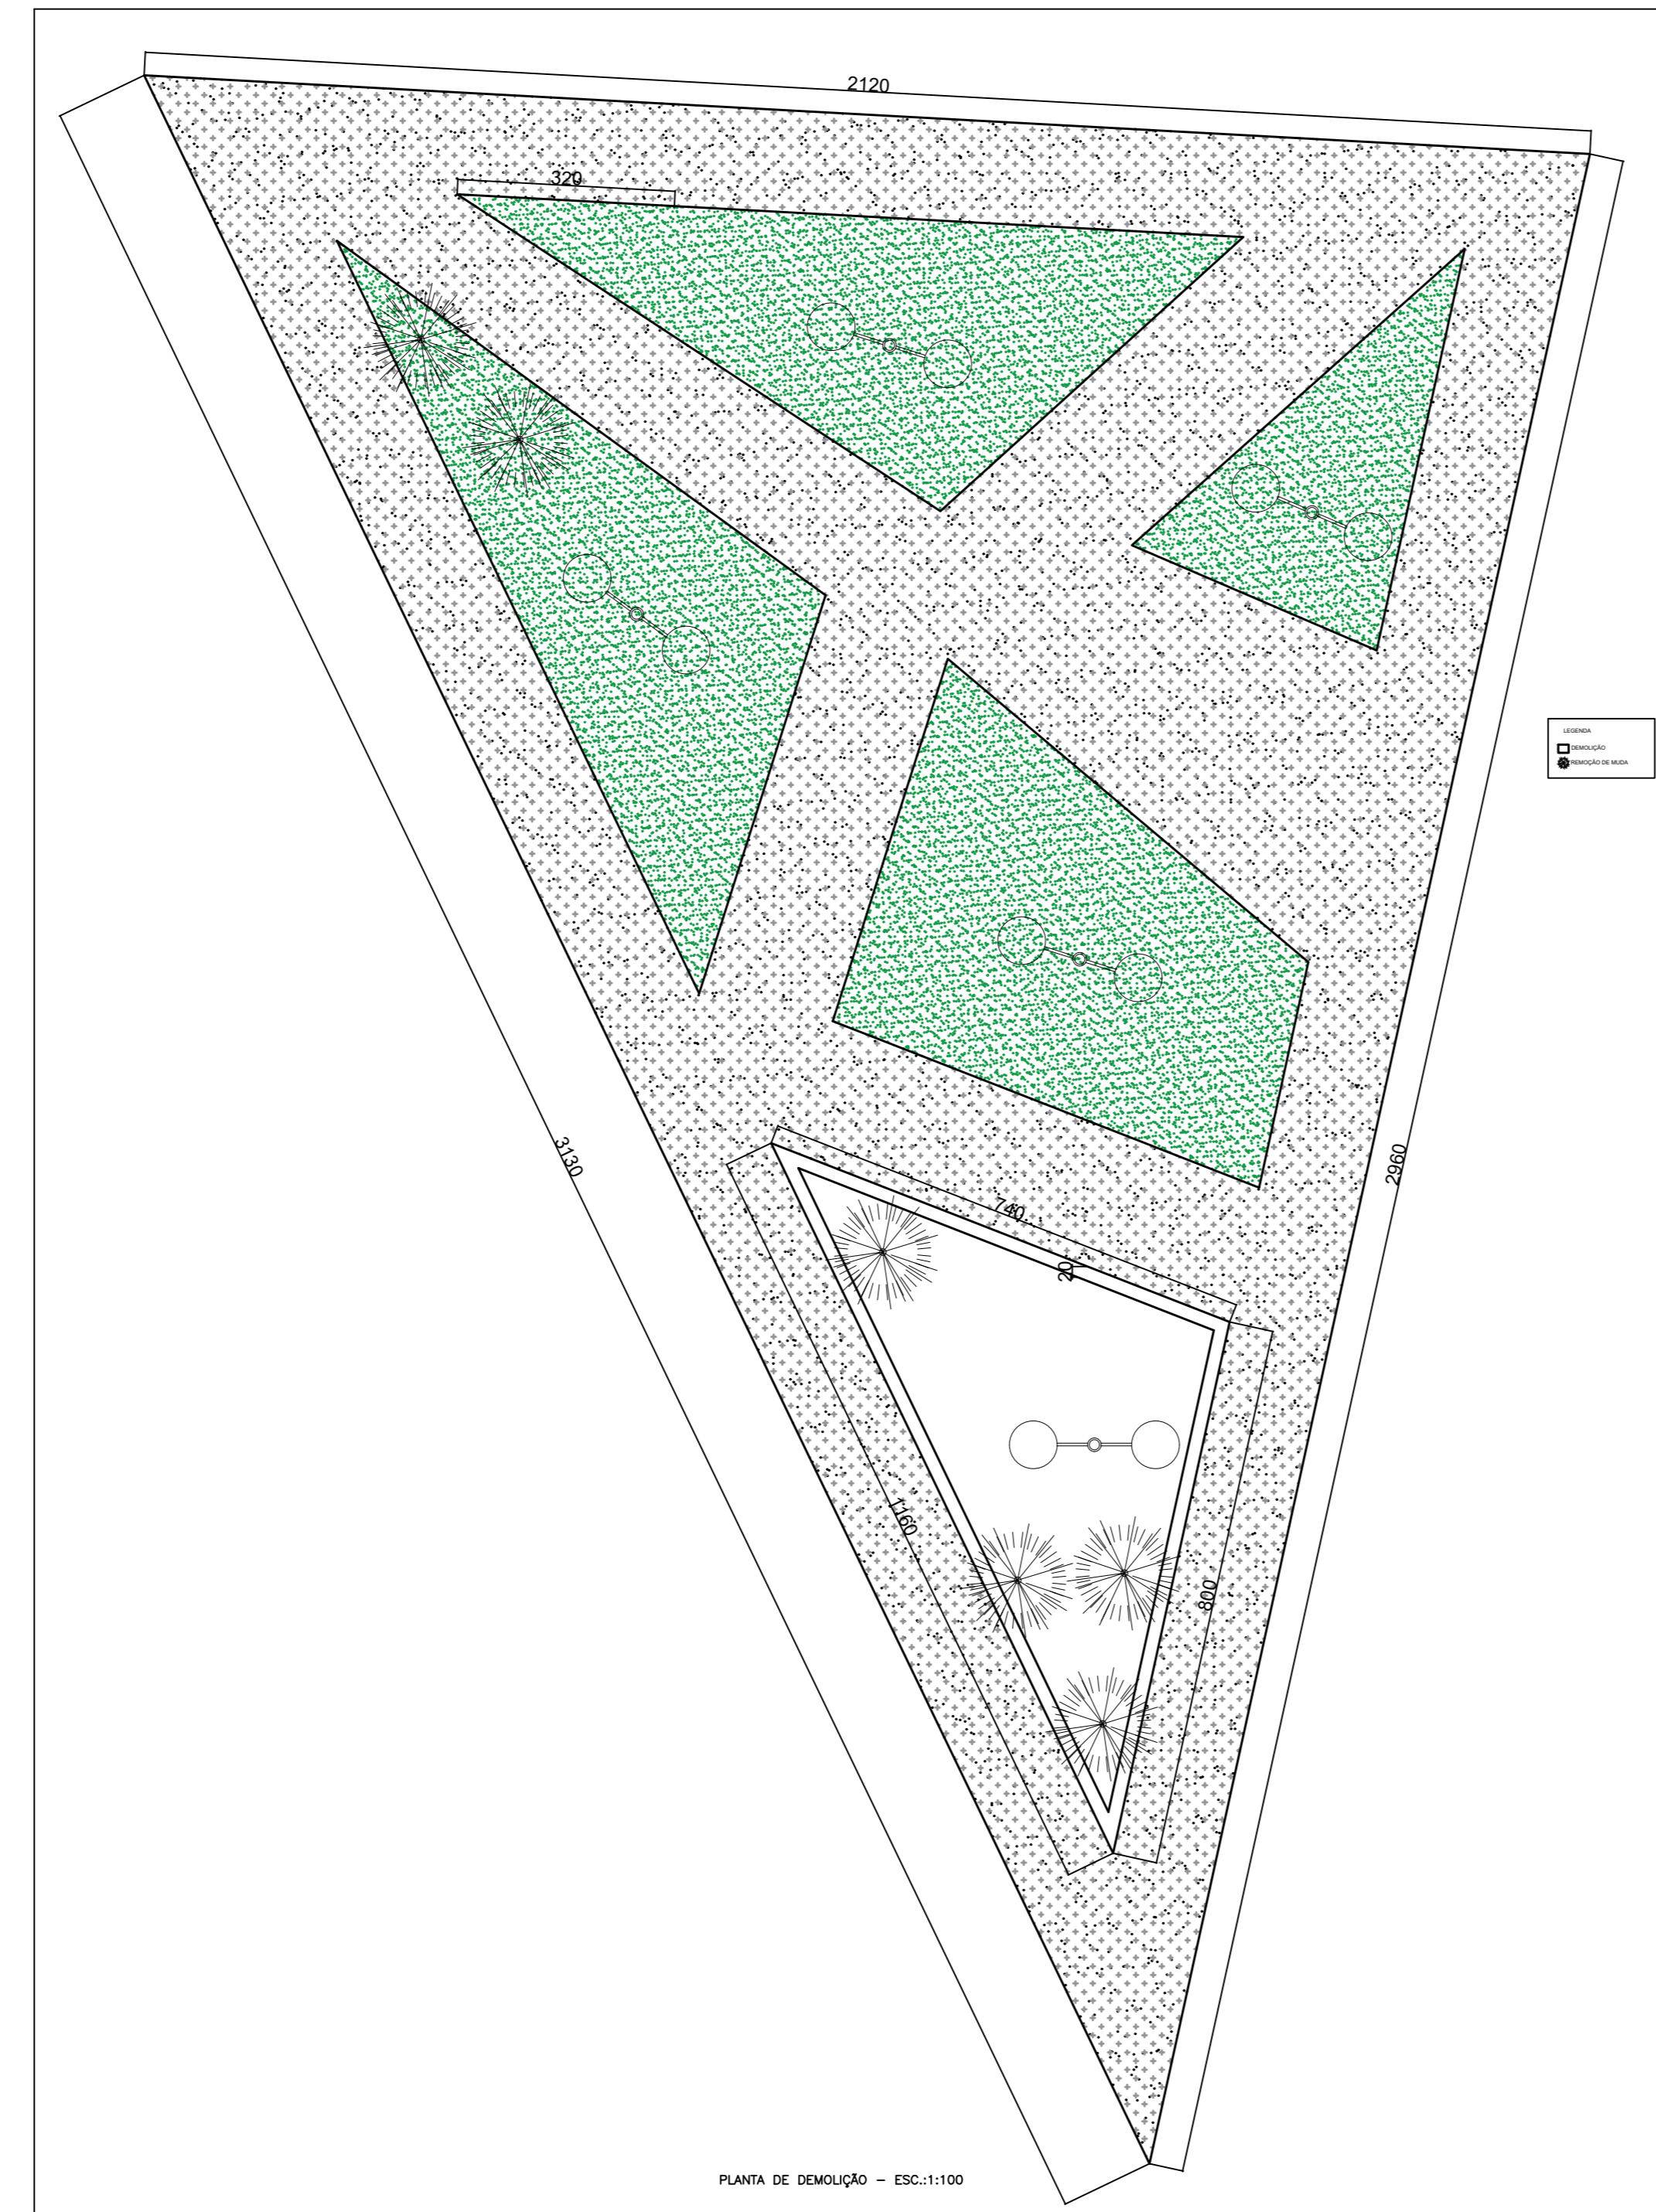 2120
320
LEGENDA
DEMOLIÇÃO
REMOÇÃO DE MUDA
3130
2960
740
20
1160
800
PLANTA DE DEMOLIÇÃO – ESC.:1:100